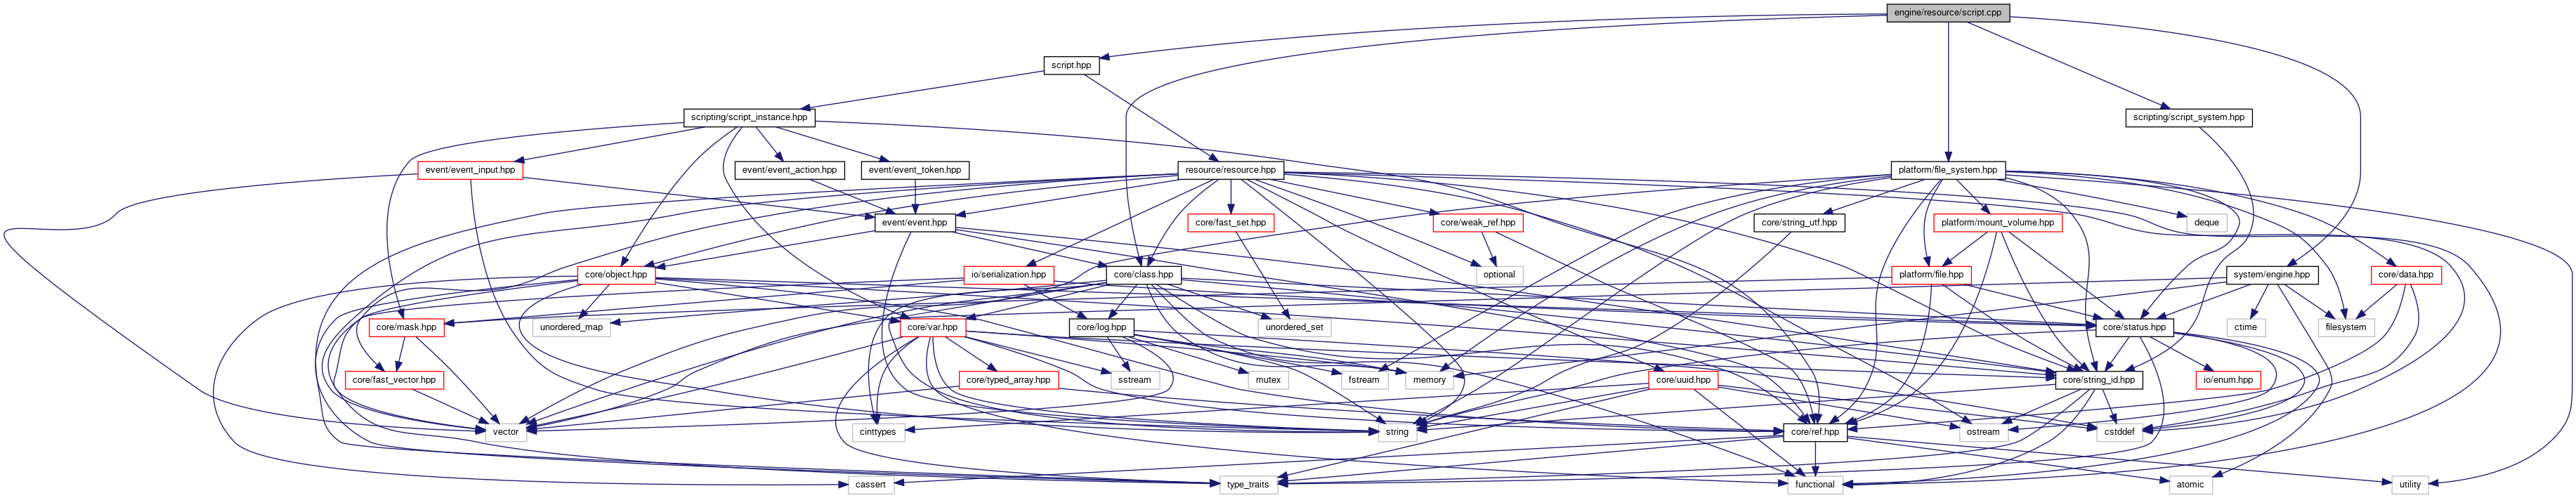 engine/resource/script.cpp
script.hpp
scripting/script_instance.hpp
scripting/script_system.hpp
event/event_input.hpp
event/event_action.hpp
event/event_token.hpp
resource/resource.hpp
platform/file_system.hpp
event/event.hpp
core/fast_set.hpp
core/weak_ref.hpp
core/string_utf.hpp
platform/mount_volume.hpp
deque
core/object.hpp
io/serialization.hpp
core/class.hpp
optional
platform/file.hpp
system/engine.hpp
core/data.hpp
core/mask.hpp
unordered_map
core/var.hpp
core/log.hpp
unordered_set
core/status.hpp
ctime
filesystem
core/fast_vector.hpp
core/typed_array.hpp
sstream
mutex
fstream
memory
core/uuid.hpp
core/string_id.hpp
io/enum.hpp
vector
cinttypes
string
core/ref.hpp
ostream
cstddef
cassert
type_traits
functional
atomic
utility